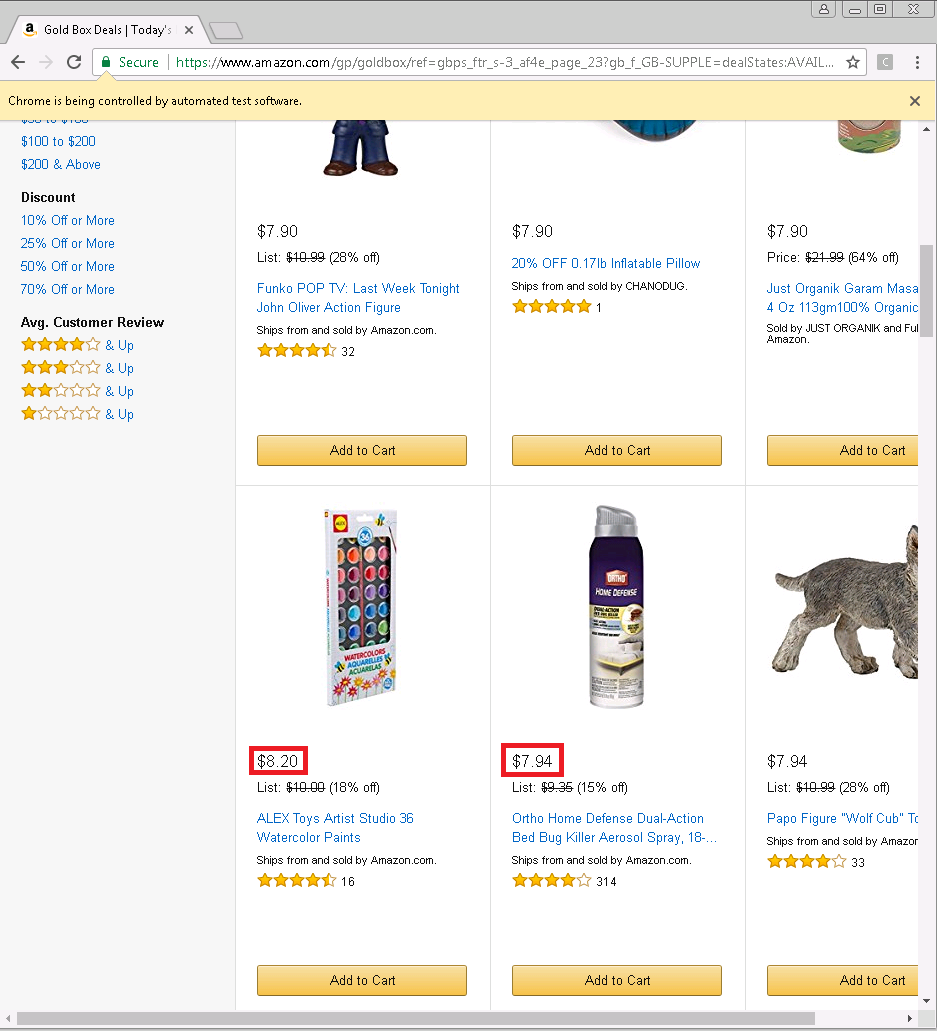 Gold Box Deals | Today's
Secure
https://www.amazon.com/gp/goldbox/ref=gbps_ftr_s-3_af4e_page_23?gb_f_GB-SUPPLE=dealStates:AVAIL...
C
Chrome is being controlled by automated test software.
$100 to $200
$200 & Above
Discount
10% Off or More
25% Off or More
50% Off or More
70% Off or More
Avg. Customer Review
& Up
& Up
& Up
& Up
$7.90
List: $10.99 (28% off)
Funko POP TV: Last Week Tonight
John Oliver Action Figure
Ships from and sold by Amazon.com.
32
Add to Cart
$7.90
20% OFF 0.17lb Inflatable Pillow
Ships from and sold by CHANODUG.
1
Add to Cart
$7.90
Price: $21.99 (64% off)
Just Organik Garam Masa
4 Oz 113gm100% Organic
Sold by JUST ORGANIK and Ful
Amazon.
Add to Cart
ALEX
36
WATERCOLORS
AQUARELLES
ACUARELAS
$8.20
List: $10.00 (18% off)
ALEX Toys Artist Studio 36
Watercolor Paints
Ships from and sold by Amazon.com.
16
Add to Cart
ORTHO
HOME DEFENSE
DUAL-ACTION
BED BUG KILLER
$7.94
List: $9.35 (15% off)
Ortho Home Defense Dual-Action
Bed Bug Killer Aerosol Spray, 18-...
Ships from and sold by Amazon.com.
314
Add to Cart
$7.94
List: $10.99 (28% off)
Papo Figure "Wolf Cub" To
Ships from and sold by Amazon
33
Add to Cart